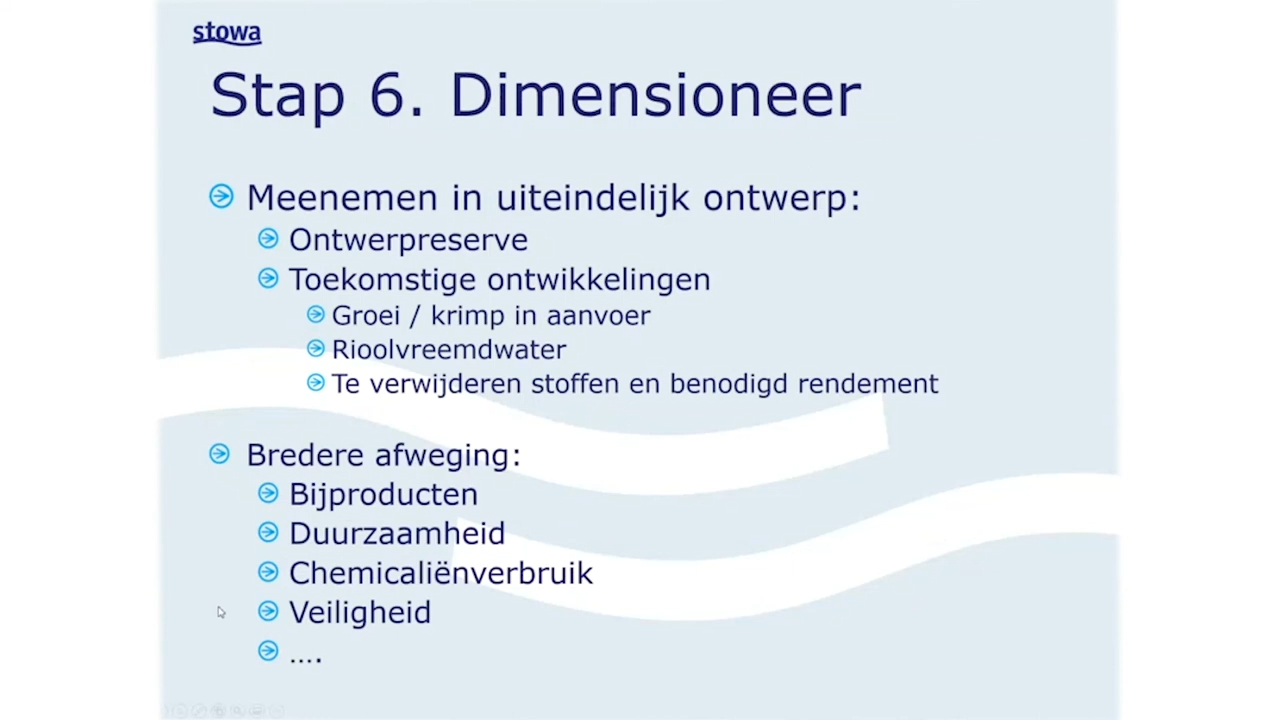 stowa
Stap 6. Dimensioneer
Meenemen in uiteindelijk ontwerp:
Ontwerpreserve
Toekomstige ontwikkelingen
Groei / krimp in aanvoer
Rioolvreemdwater
Te verwijderen stoffen en benodigd rendement
Bredere afweging:
Bijproducten
Duurzaamheid
Chemicaliënverbruik
Veiligheid
….